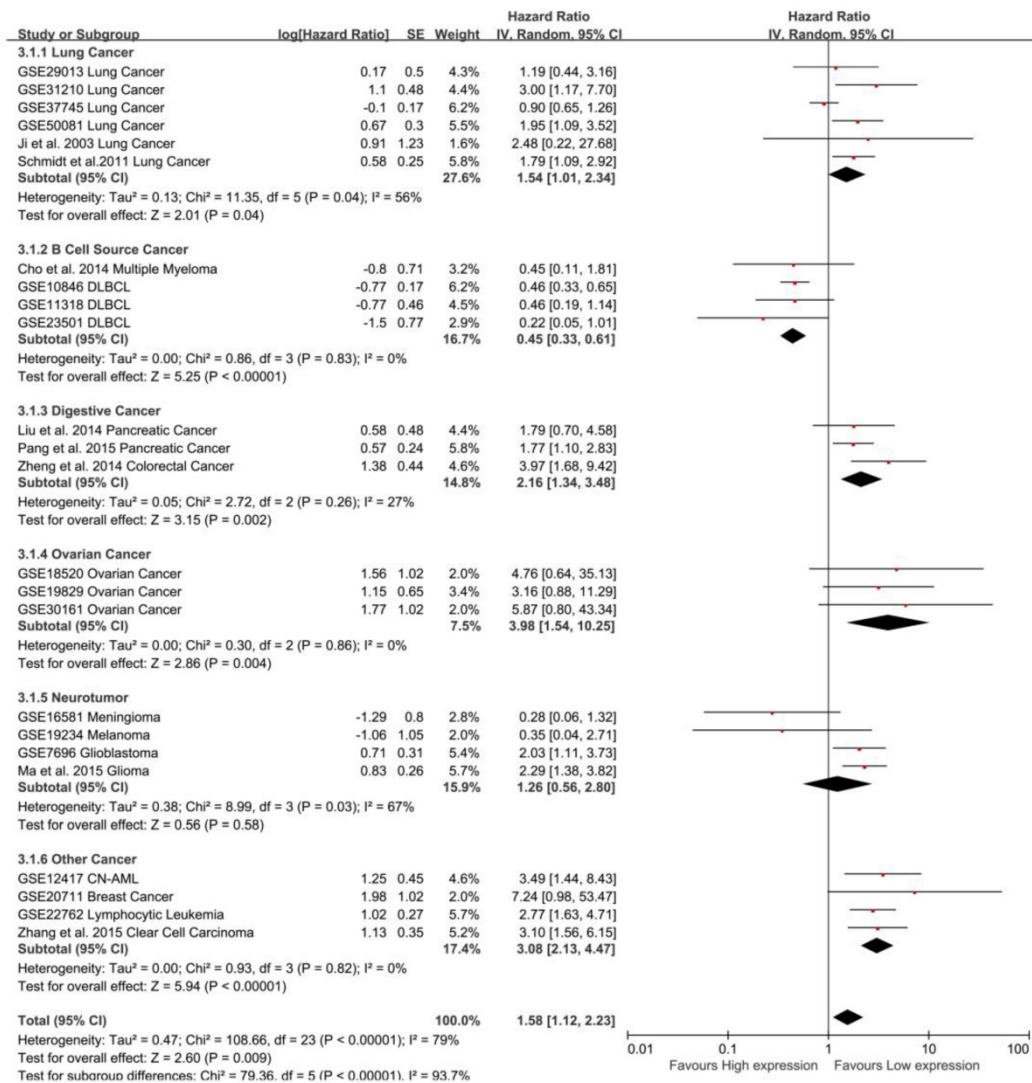 Hazard Ratio Hazard Ratio
Study or Subgroup log[Hazard Ratio] SE Weight IV, Random, 95% CI IV, Random, 95% CI
3.1.1 Lung Cancer
GSE29013 Lung Cancer 0.17 0.5 4.3% 1.19 [0.44, 3.16]
GSE31210 Lung Cancer 1.1 0.48 4.4% 3.00 [1.17, 7.70]
GSE37745 Lung Cancer -0.1 0.17 6.2% 0.90 [0.65, 1.26]
GSE50081 Lung Cancer 0.67 0.3 5.5% 1.95 [1.09, 3.52]
Ji et al. 2003 Lung Cancer 0.91 1.23 1.6% 2.48 [0.22, 27.68]
Schmidt et al.2011 Lung Cancer 0.58 0.25 5.8% 1.79 [1.09, 2.92]
Subtotal (95% CI) 27.6% 1.54 [1.01, 2.34]
Heterogeneity: Tau² = 0.13; Chi² = 11.35, df = 5 (P = 0.04); I² = 56%
Test for overall effect: Z = 2.01 (P = 0.04)
3.1.2 B Cell Source Cancer
Cho et al. 2014 Multiple Myeloma -0.8 0.71 3.2% 0.45 [0.11, 1.81]
GSE10846 DLBCL -0.77 0.17 6.2% 0.46 [0.33, 0.65]
GSE11318 DLBCL -0.77 0.46 4.5% 0.46 [0.19, 1.14]
GSE23501 DLBCL -1.5 0.77 2.9% 0.22 [0.05, 1.01]
Subtotal (95% CI) 16.7% 0.45 [0.33, 0.61]
Heterogeneity: Tau² = 0.00; Chi² = 0.86, df = 3 (P = 0.83); I² = 0%
Test for overall effect: Z = 5.25 (P < 0.00001)
3.1.3 Digestive Cancer
Liu et al. 2014 Pancreatic Cancer 0.58 0.48 4.4% 1.79 [0.70, 4.58]
Pang et al. 2015 Pancreatic Cancer 0.57 0.24 5.8% 1.77 [1.10, 2.83]
Zheng et al. 2014 Colorectal Cancer 1.38 0.44 4.6% 3.97 [1.68, 9.42]
Subtotal (95% CI) 14.8% 2.16 [1.34, 3.48]
Heterogeneity: Tau² = 0.05; Chi² = 2.72, df = 2 (P = 0.26); I² = 27%
Test for overall effect: Z = 3.15 (P = 0.002)
3.1.4 Ovarian Cancer
GSE18520 Ovarian Cancer 1.56 1.02 2.0% 4.76 [0.64, 35.13]
GSE19829 Ovarian Cancer 1.15 0.65 3.4% 3.16 [0.88, 11.29]
GSE30161 Ovarian Cancer 1.77 1.02 2.0% 5.87 [0.80, 43.34]
Subtotal (95% CI) 7.5% 3.98 [1.54, 10.25]
Heterogeneity: Tau² = 0.00; Chi² = 0.30, df = 2 (P = 0.86); I² = 0%
Test for overall effect: Z = 2.86 (P = 0.004)
3.1.5 Neurotumor
GSE16581 Meningioma -1.29 0.8 2.8% 0.28 [0.06, 1.32]
GSE19234 Melanoma -1.06 1.05 2.0% 0.35 [0.04, 2.71]
GSE7696 Glioblastoma 0.71 0.31 5.4% 2.03 [1.11, 3.73]
Ma et al. 2015 Glioma 0.83 0.26 5.7% 2.29 [1.38, 3.82]
Subtotal (95% CI) 15.9% 1.26 [0.56, 2.80]
Heterogeneity: Tau² = 0.38; Chi² = 8.99, df = 3 (P = 0.03); I² = 67%
Test for overall effect: Z = 0.56 (P = 0.58)
3.1.6 Other Cancer
GSE12417 CN-AML 1.25 0.45 4.6% 3.49 [1.44, 8.43]
GSE20711 Breast Cancer 1.98 1.02 2.0% 7.24 [0.98, 53.47]
GSE22762 Lymphocytic Leukemia 1.02 0.27 5.7% 2.77 [1.63, 4.71]
Zhang et al. 2015 Clear Cell Carcinoma 1.13 0.35 5.2% 3.10 [1.56, 6.15]
Subtotal (95% CI) 17.4% 3.08 [2.13, 4.47]
Heterogeneity: Tau² = 0.00; Chi² = 0.93, df = 3 (P = 0.82); I² = 0%
Test for overall effect: Z = 5.94 (P < 0.00001)
Total (95% CI) 100.0% 1.58 [1.12, 2.23]
Heterogeneity: Tau² = 0.47; Chi² = 108.66, df = 23 (P < 0.00001); I² = 79%
Test for overall effect: Z = 2.60 (P = 0.009)
Test for subgroup differences: Chi² = 79.36, df = 5 (P < 0.00001), I² = 93.7%
0.01 0.1 1 10 100
Favours High expression Favours Low expression